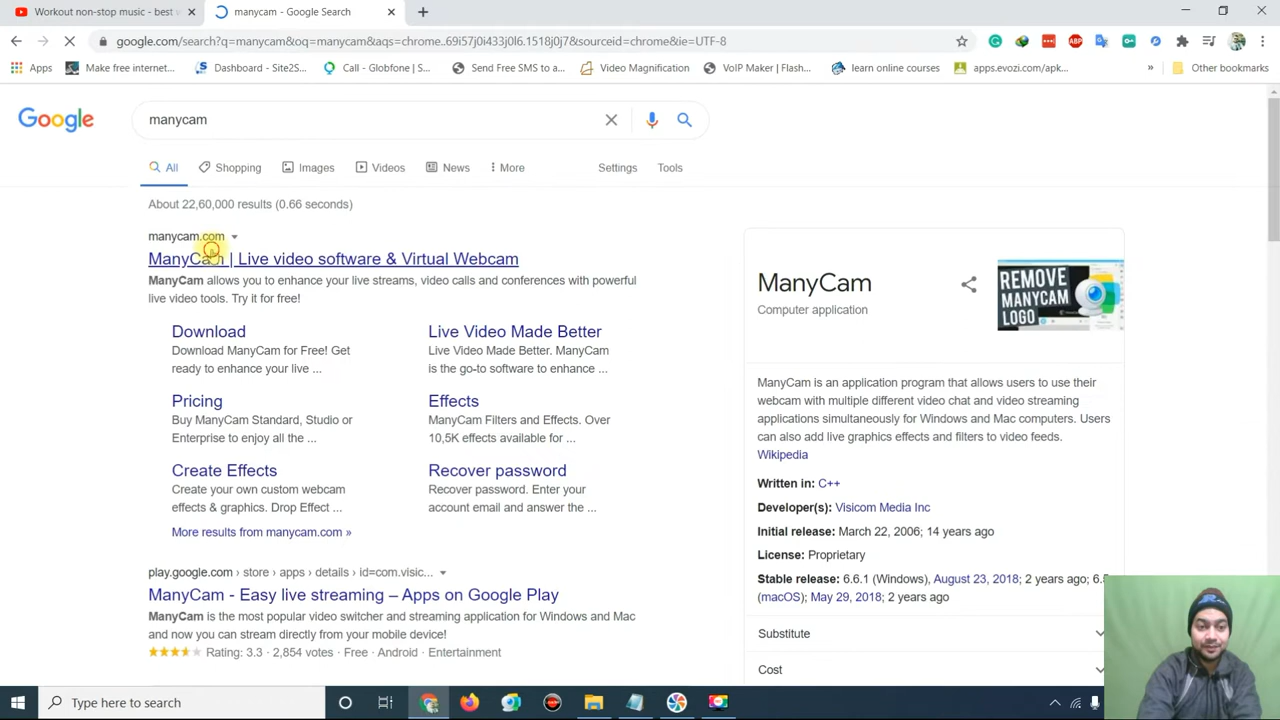 Workout non-stop music - best w
manycam - Google Search
google.com/search?q=manycam&oq=manycam&aqs=chrome..69i57j0i433j0l6.1518j0j7&sourceid=chrome&ie=UTF-8
Apps
Make free internet...
Dashboard - Site2S...
Call - Globfone | S...
Send Free SMS to a...
Video Magnification
VoIP Maker | Flash...
learn online courses
apps.evozi.com/apk...
»
Other bookmarks
Google
manycam
All
Shopping
Images
Videos
News
More
Settings
Tools
About 22,60,000 results (0.66 seconds)
manycam.com
ManyCam | Live video software & Virtual Webcam
ManyCam allows you to enhance your live streams, video calls and conferences with powerful
live video tools. Try it for free!
Download
Download ManyCam for Free! Get
ready to enhance your live ...
Live Video Made Better
Live Video Made Better. ManyCam
is the go-to software to enhance ...
Pricing
Buy ManyCam Standard, Studio or
Enterprise to enjoy all the ...
Effects
ManyCam Filters and Effects. Over
10,5K effects available for ...
Create Effects
Create your own custom webcam
effects & graphics. Drop Effect ...
Recover password
Recover password. Enter your
account email and answer the ...
More results from manycam.com »
play.google.com › store › apps › details › id=com.visic...
ManyCam - Easy live streaming – Apps on Google Play
ManyCam is the most popular video switcher and streaming application for Windows and Mac
and now you can stream directly from your mobile device!
Rating: 3.3 · 2,854 votes · Free · Android · Entertainment
ManyCam
Computer application
REMOVE
MANYCAM
LOGO
ManyCam is an application program that allows users to use their
webcam with multiple different video chat and video streaming
applications simultaneously for Windows and Mac computers. Users
can also add live graphics effects and filters to video feeds.
Wikipedia
Written in: C++
Developer(s): Visicom Media Inc
Initial release: March 22, 2006; 14 years ago
License: Proprietary
Stable release: 6.6.1 (Windows), August 23, 2018; 2 years ago; 6.
(macOS); May 29, 2018; 2 years ago
Substitute
Cost
Type here to search